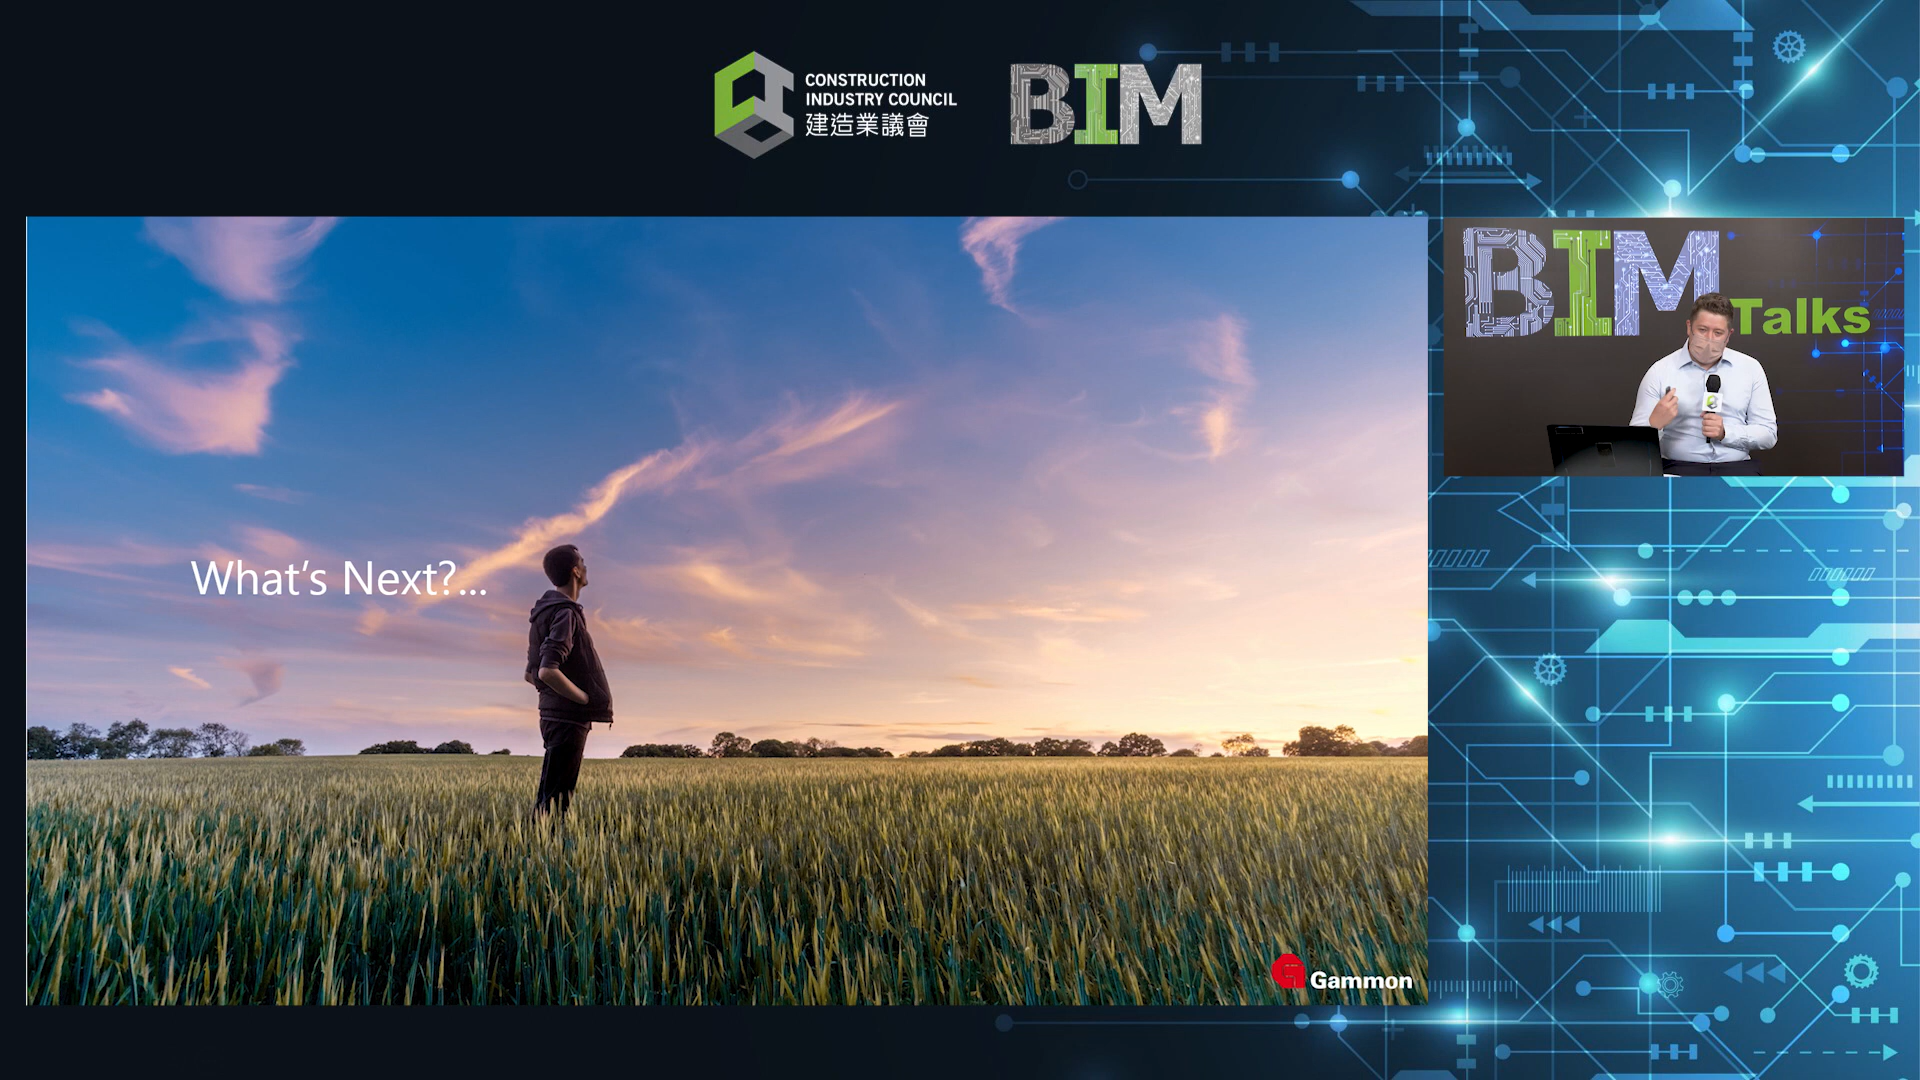 CONSTRUCTION
INDUSTRY COUNCIL
建造業議會
BIM
BIM
Talks
What's Next?...
Gammon